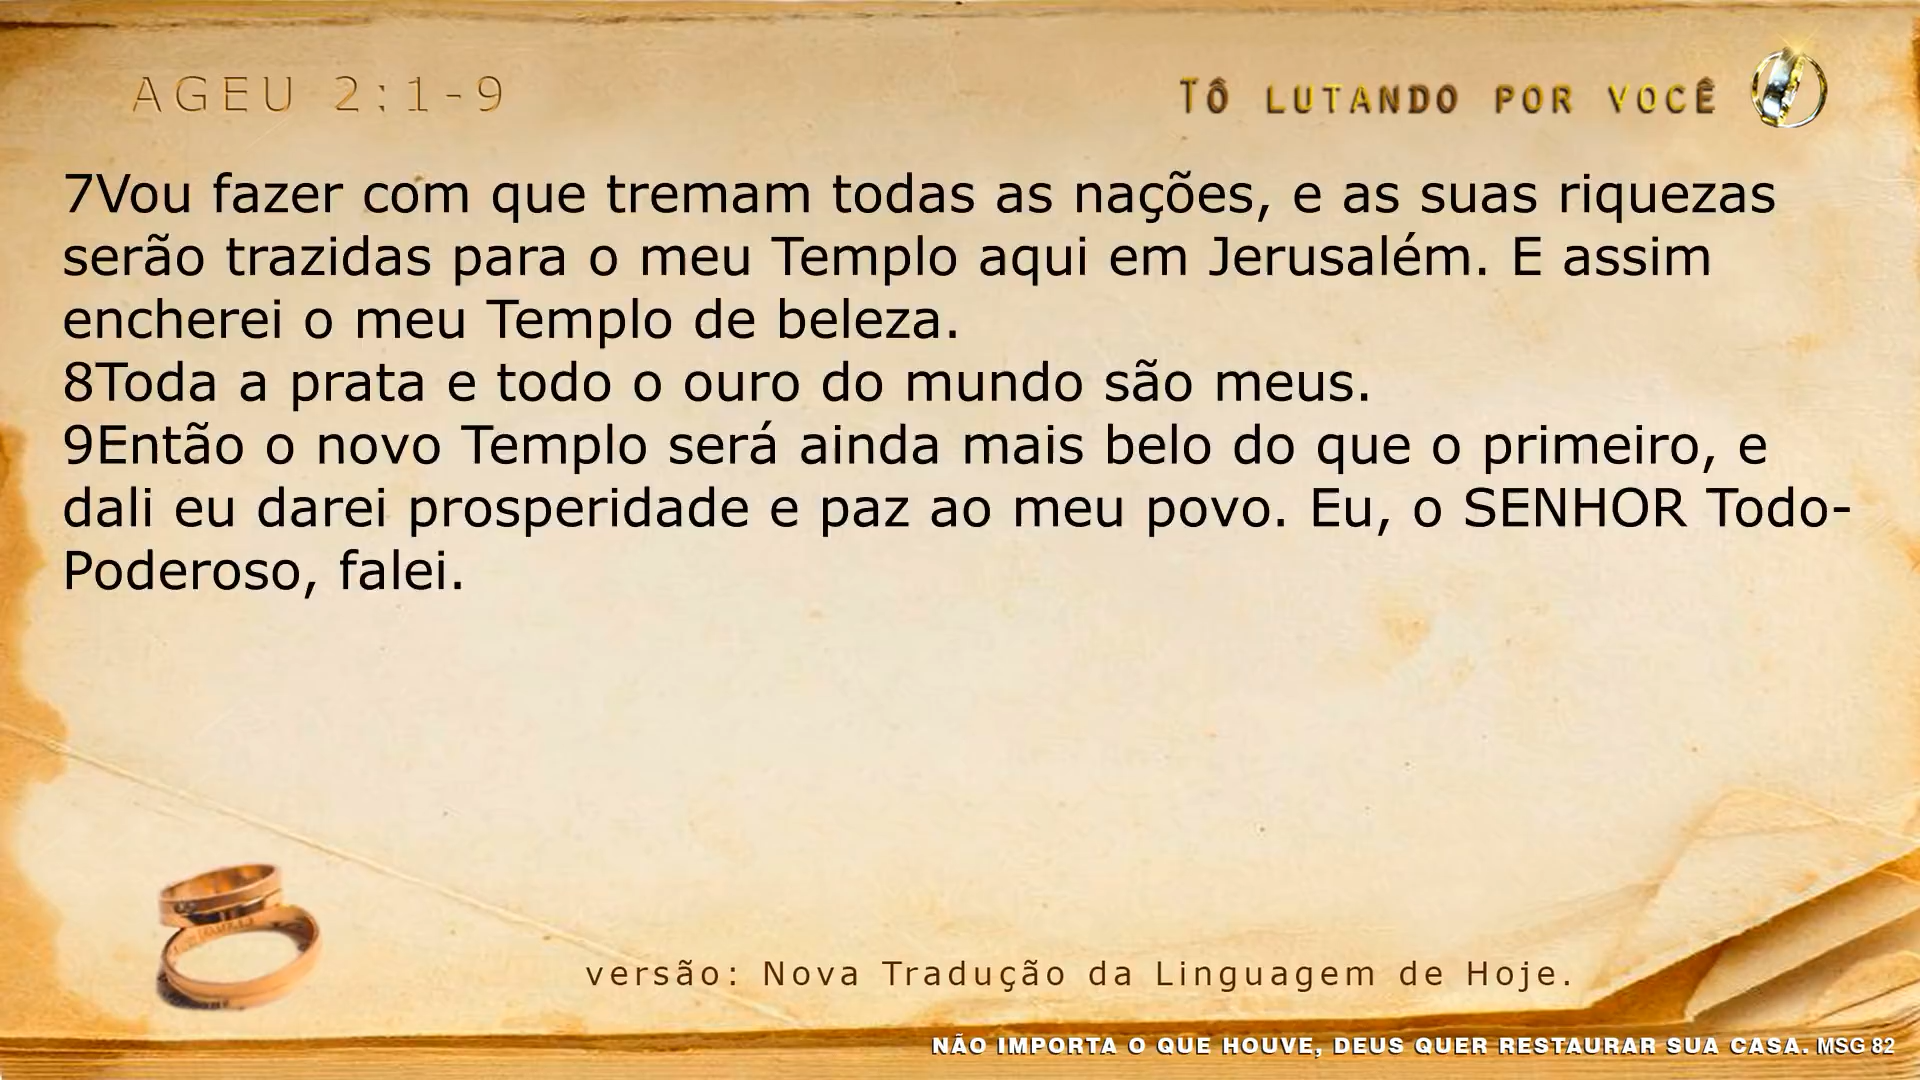 AGEU 2:1-9
TÔ LUTANDO POR VOCÊ
7Vou fazer com que tremam todas as nações, e as suas riquezas
serão trazidas para o meu Templo aqui em Jerusalém. E assim
encherei o meu Templo de beleza.
8Toda a prata e todo o ouro do mundo são meus.
9Então o novo Templo será ainda mais belo do que o primeiro, e
dali eu darei prosperidade e paz ao meu povo. Eu, o SENHOR Todo-
Poderoso, falei.
versão: Nova Tradução da Linguagem de Hoje.
NÃO IMPORTA O QUE HOUVE, DEUS QUER RESTAURAR SUA CASA. MSG 82